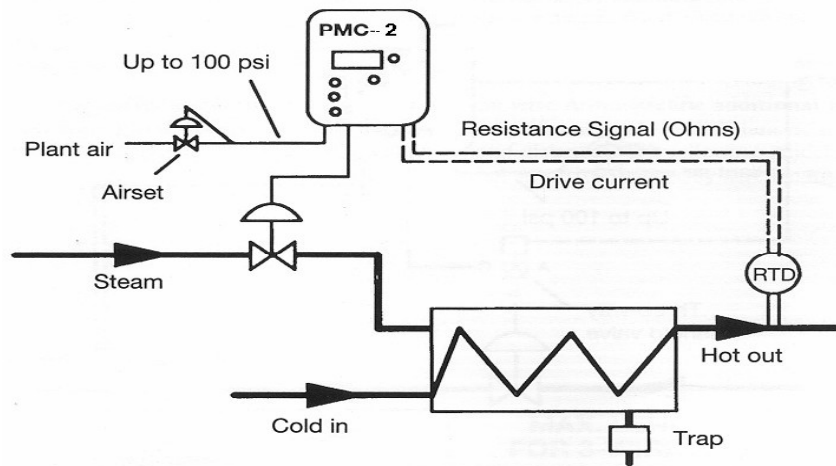 PMC-- 2
Up to 100 psi
Resistance Signal (Ohms)
Plant air
Drive current
Airset
RTD
Steam
Hot out
Cold in
Trap